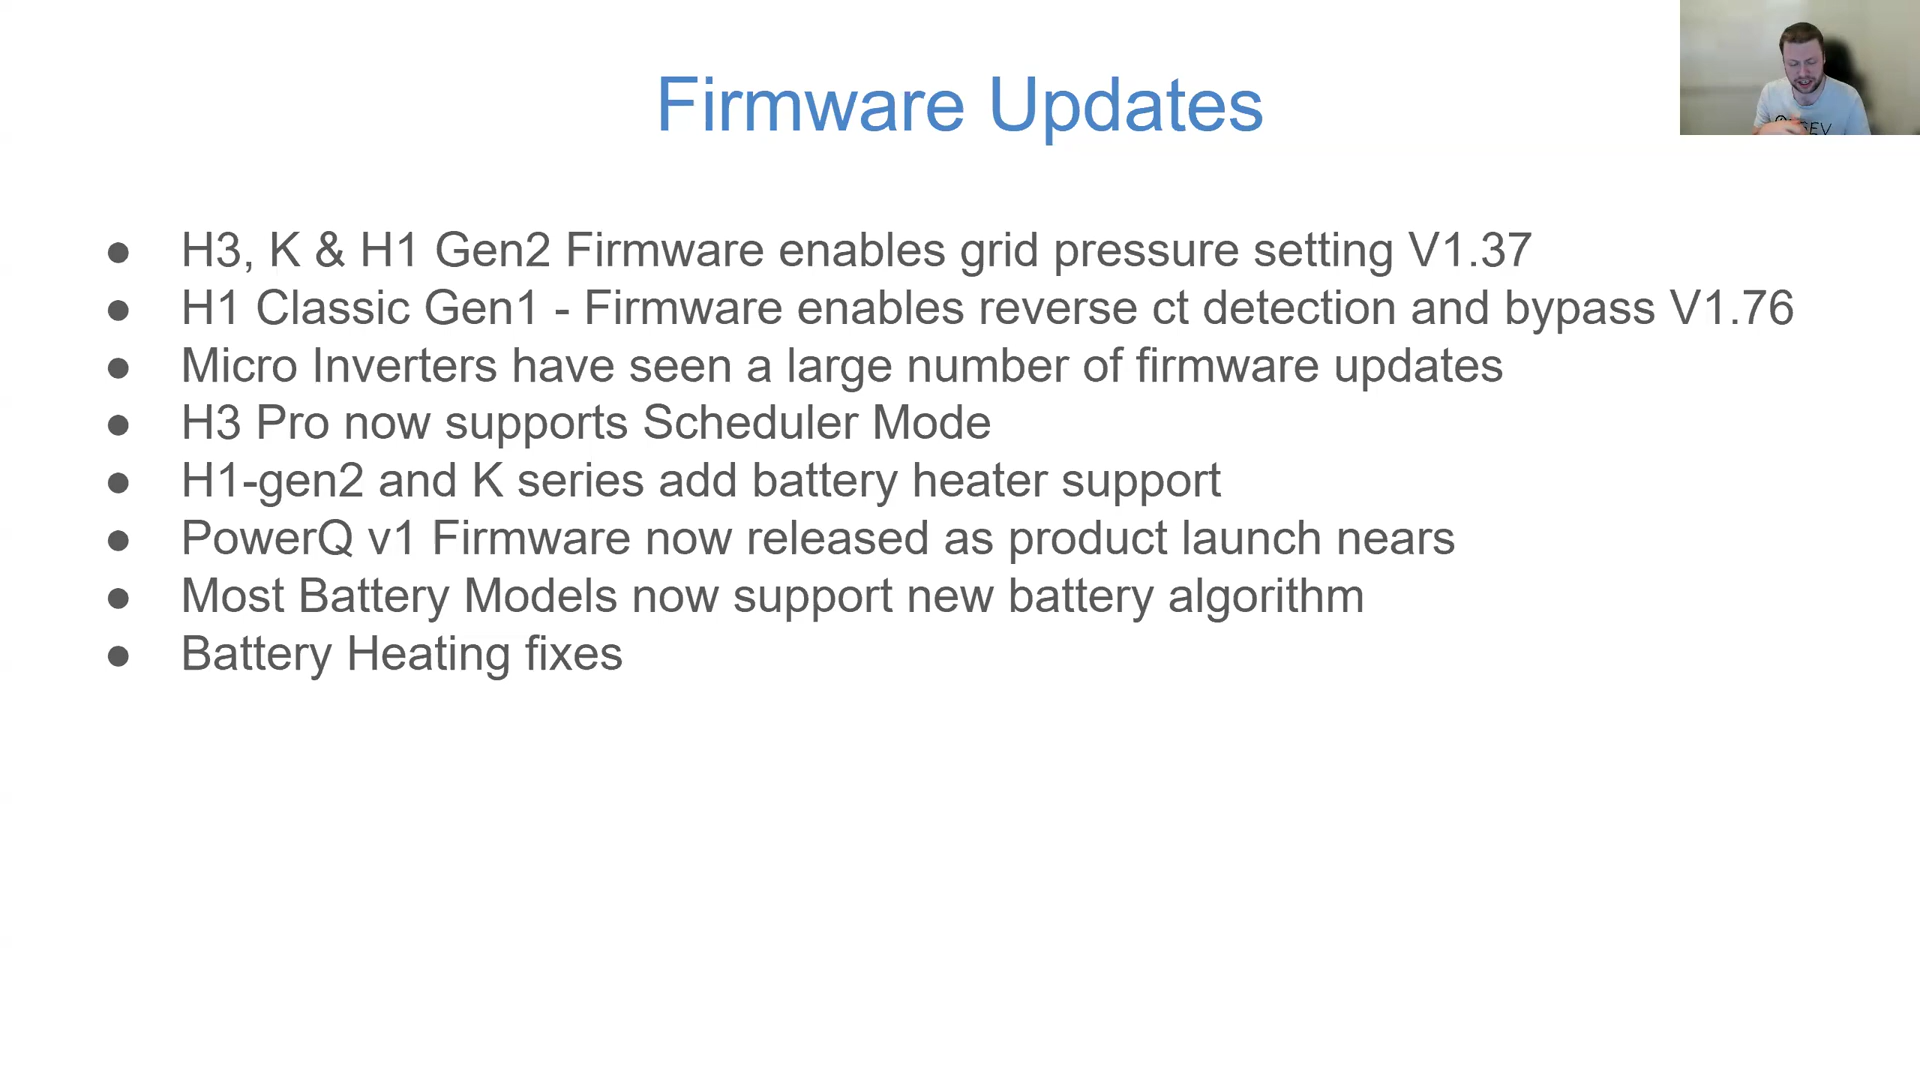 Firmware Updates
● H3, K & H1 Gen2 Firmware enables grid pressure setting V1.37
● H1 Classic Gen1 - Firmware enables reverse ct detection and bypass V1.76
● Micro Inverters have seen a large number of firmware updates
● H3 Pro now supports Scheduler Mode
● H1-gen2 and K series add battery heater support
● PowerQ v1 Firmware now released as product launch nears
● Most Battery Models now support new battery algorithm
● Battery Heating fixes